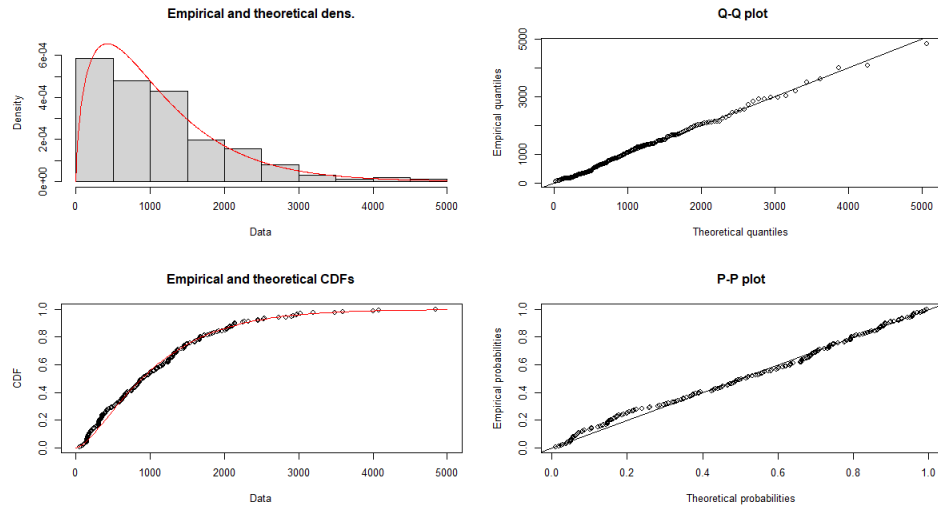 Empirical and theoretical dens.
Density
0e+00 2e-04 4e-04 6e-04
0 1000 2000 3000 4000 5000
Data
Q-Q plot
Empirical quantiles
0 1000 3000 5000
0 1000 2000 3000 4000 5000
Theoretical quantiles
Empirical and theoretical CDFs
CDF
0.0 0.2 0.4 0.6 0.8 1.0
0 1000 2000 3000 4000 5000
Data
P-P plot
Empirical probabilities
0.0 0.2 0.4 0.6 0.8 1.0
0.0 0.2 0.4 0.6 0.8 1.0
Theoretical probabilities